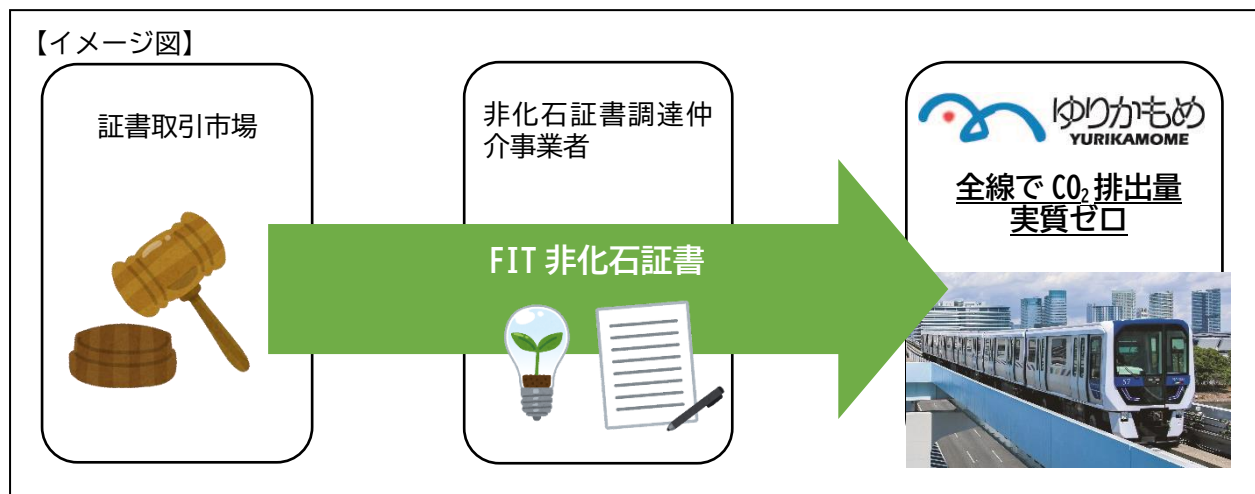 【イメージ図】
証書取引市場
非化石証書調達仲
介事業者
ゆりかもめ
YURIKAMOME
全線で CO₂ 排出量
実質ゼロ
FIT 非化石証書
57